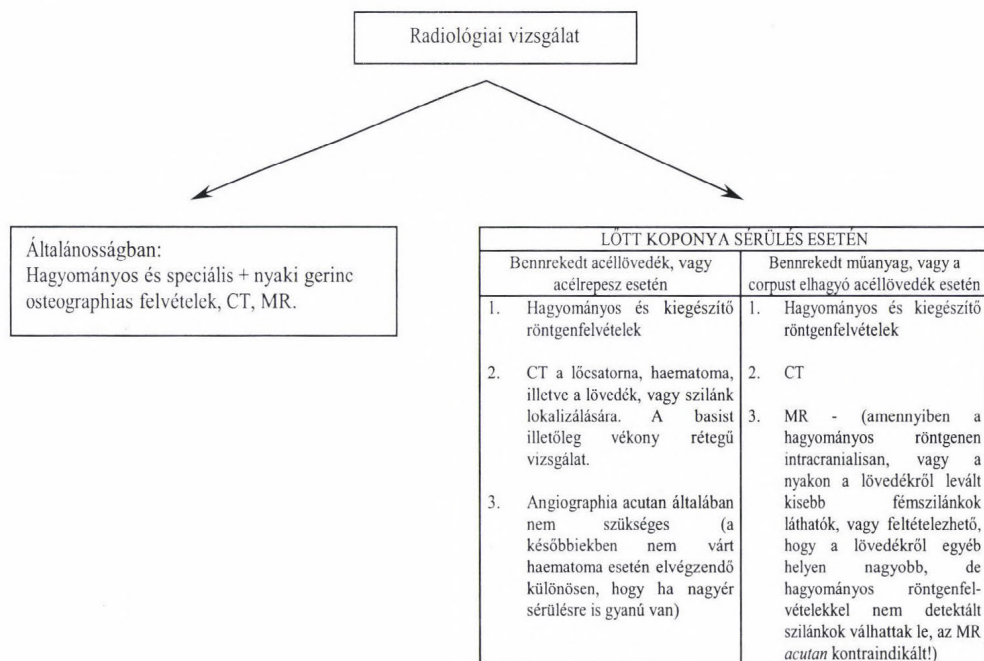 Radiológiai vizsgálat
Általánosságban:
Hagyományos és speciális + nyaki gerinc
osteographias felvételek, CT, MR.
LŐTT KOPONYA SÉRÜLÉS ESETÉN
Bennrekedt acéllövedék, vagy
acélrepesz esetén
1. Hagyományos és kiegészítő
röntgenfelvételek
2. CT a lőcsatorna, haematoma,
illetve a lövedék, vagy szilánk
lokalizálására. A basist
illetőleg vékony rétegű
vizsgálat.
3. Angiographia acutan általában
nem szükséges (a
későbbiekben nem várt
haematoma esetén elvégzendő
különösen, hogy ha nagyér
sérülésre is gyanú van)
Bennrekedt műanyag, vagy a
corpust elhagyó acéllövedék esetén
1. Hagyományos és kiegészítő
röntgenfelvételek
2. CT
3. MR - (amennyiben a
hagyományos röntgenen
intracranialisan, vagy a
nyakon a lövedékről levált
kisebb fémszilánkok
láthatók, vagy feltételezhető,
hogy a lövedékről egyéb
helyen nagyobb, de
hagyományos röntgenfel-
vételekkel nem detektált
szilánkok válhattak le, az MR
acutan kontraindikált!)